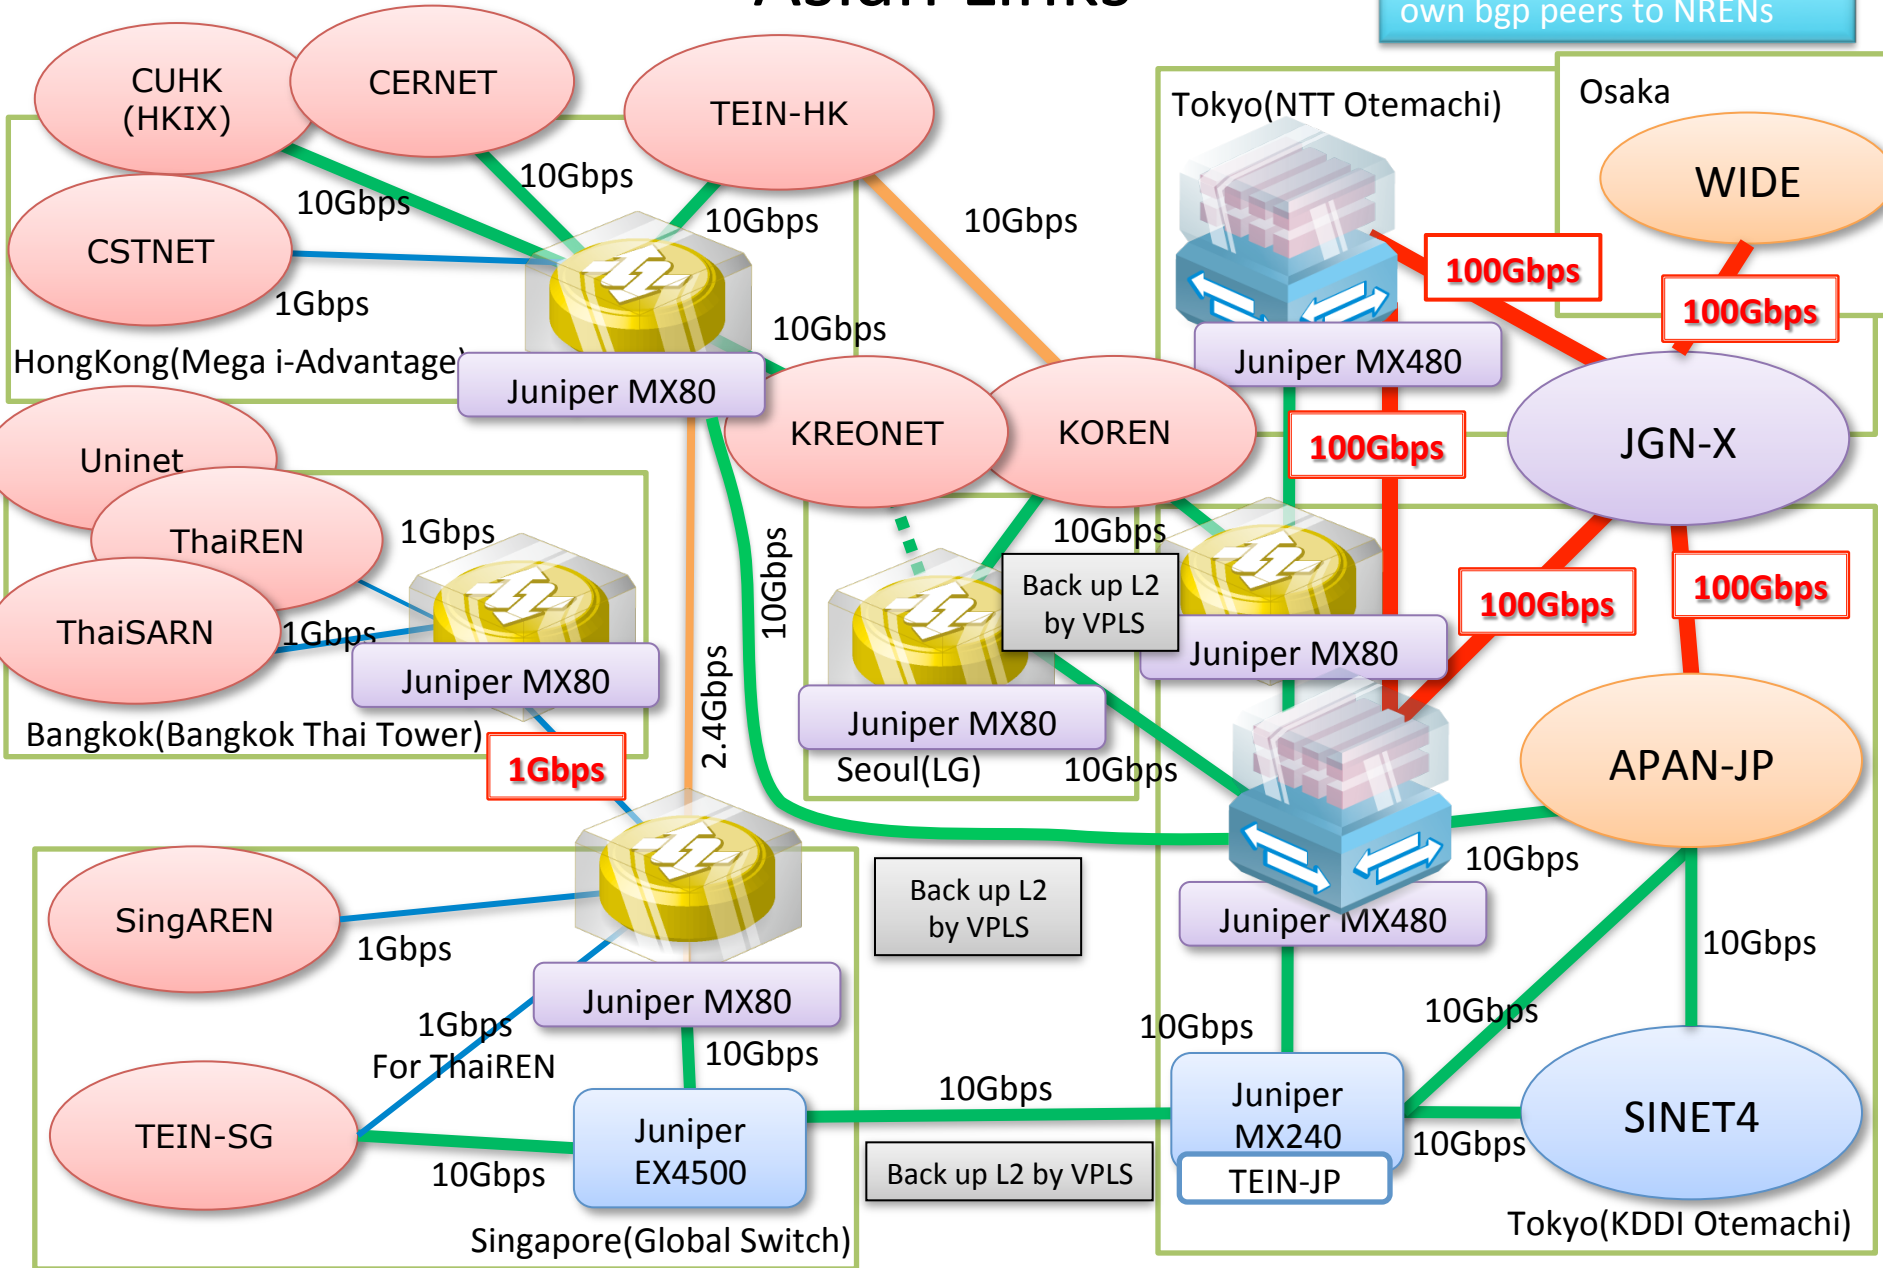 Asian Links
own bgp peers to NRENs
CUHK
(HKIX)
CERNET
TEIN-HK
Tokyo(NTT Otemachi)
Osaka
WIDE
10Gbps
10Gbps
10Gbps
10Gbps
CSTNET
1Gbps
10Gbps
100Gbps
100Gbps
HongKong(Mega i-Advantage)
Juniper MX80
Juniper MX480
KREONET
KOREN
100Gbps
JGN-X
Uninet
ThaiREN
ThaiSARN
1Gbps
1Gbps
Juniper MX80
Bangkok(Bangkok Thai Tower)
1Gbps
2.4Gbps
10Gbps
10Gbps
Back up L2
by VPLS
Juniper MX80
Juniper MX80
Seoul(LG)
10Gbps
100Gbps
100Gbps
APAN-JP
SingAREN
1Gbps
Back up L2
by VPLS
Juniper MX480
10Gbps
10Gbps
Juniper MX80
1Gbps
For ThaiREN
10Gbps
10Gbps
10Gbps
10Gbps
TEIN-SG
10Gbps
Juniper
EX4500
Back up L2 by VPLS
Juniper
MX240
TEIN-JP
10Gbps
SINET4
Singapore(Global Switch)
Tokyo(KDDI Otemachi)